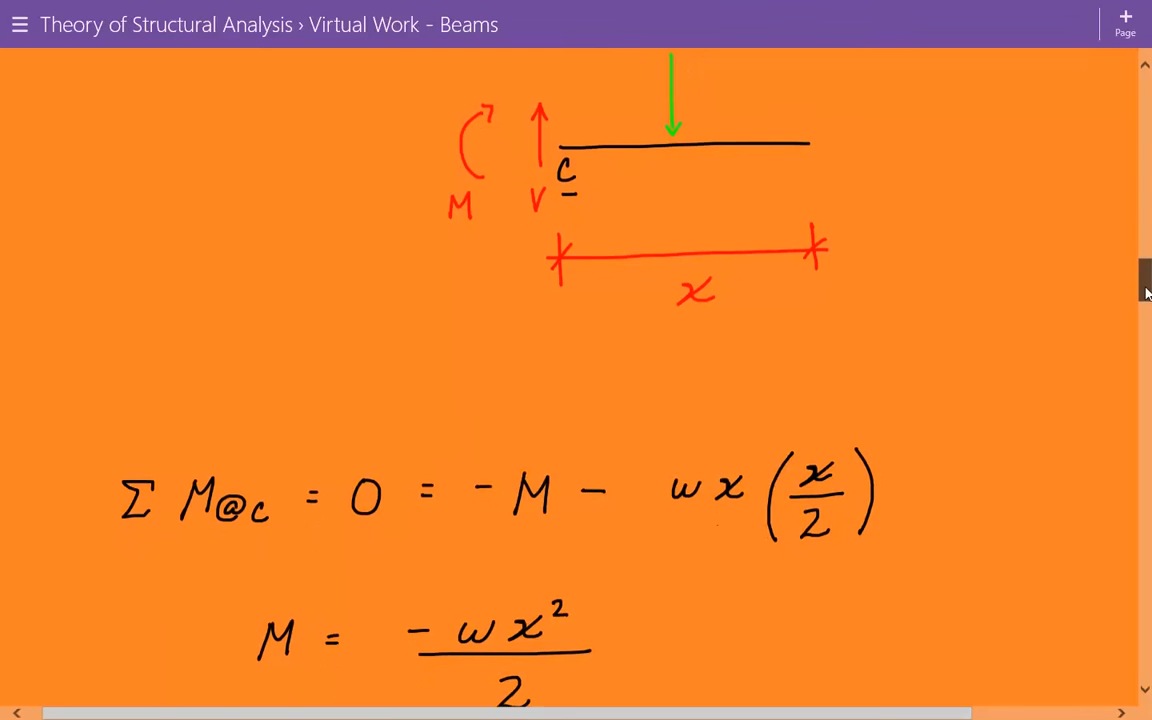 Theory of Structural Analysis › Virtual Work - Beams
Page
M
V
C
x
Σ M@c = 0 = - M - w x (x/2)
M = - w x² / 2